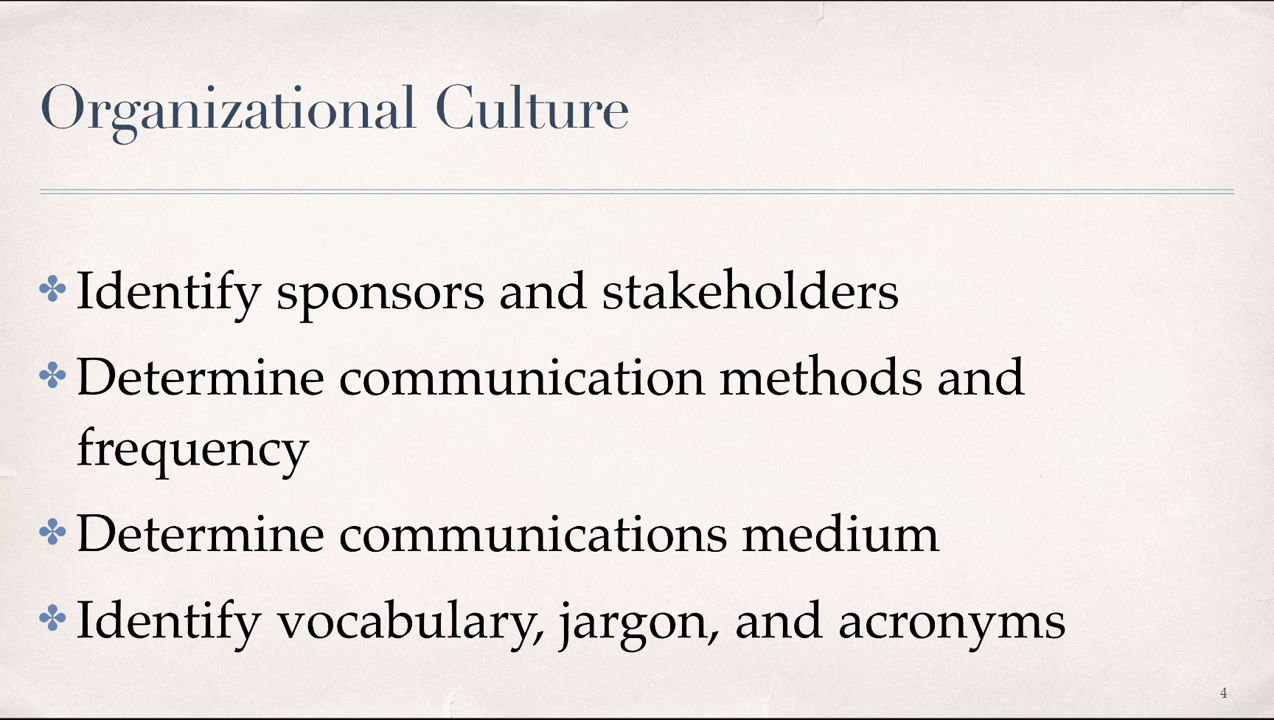 Organizational Culture
Identify sponsors and stakeholders
Determine communication methods and
frequency
Determine communications medium
Identify vocabulary, jargon, and acronyms
4